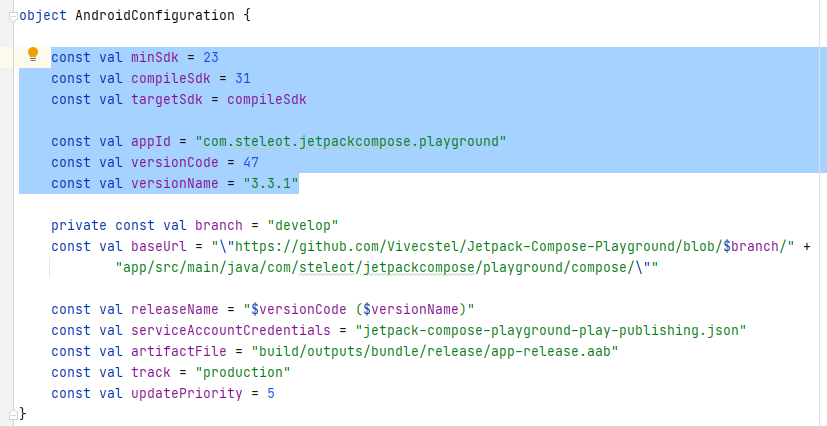 object AndroidConfiguration {
const val minSdk = 23
const val compileSdk = 31
const val targetSdk = compileSdk
const val appId = "com.steleot.jetpackcompose.playground"
const val versionCode = 47
const val versionName = "3.3.1"
private const val branch = "develop"
const val baseUrl = "\"https://github.com/Vivecstel/Jetpack-Compose-Playground/blob/$branch/" +
"app/src/main/java/com/steleot/jetpackcompose/playground/compose/\""
const val releaseName = "$versionCode ($versionName)"
const val serviceAccountCredentials = "jetpack-compose-playground-play-publishing.json"
const val artifactFile = "build/outputs/bundle/release/app-release.aab"
const val track = "production"
const val updatePriority = 5
}